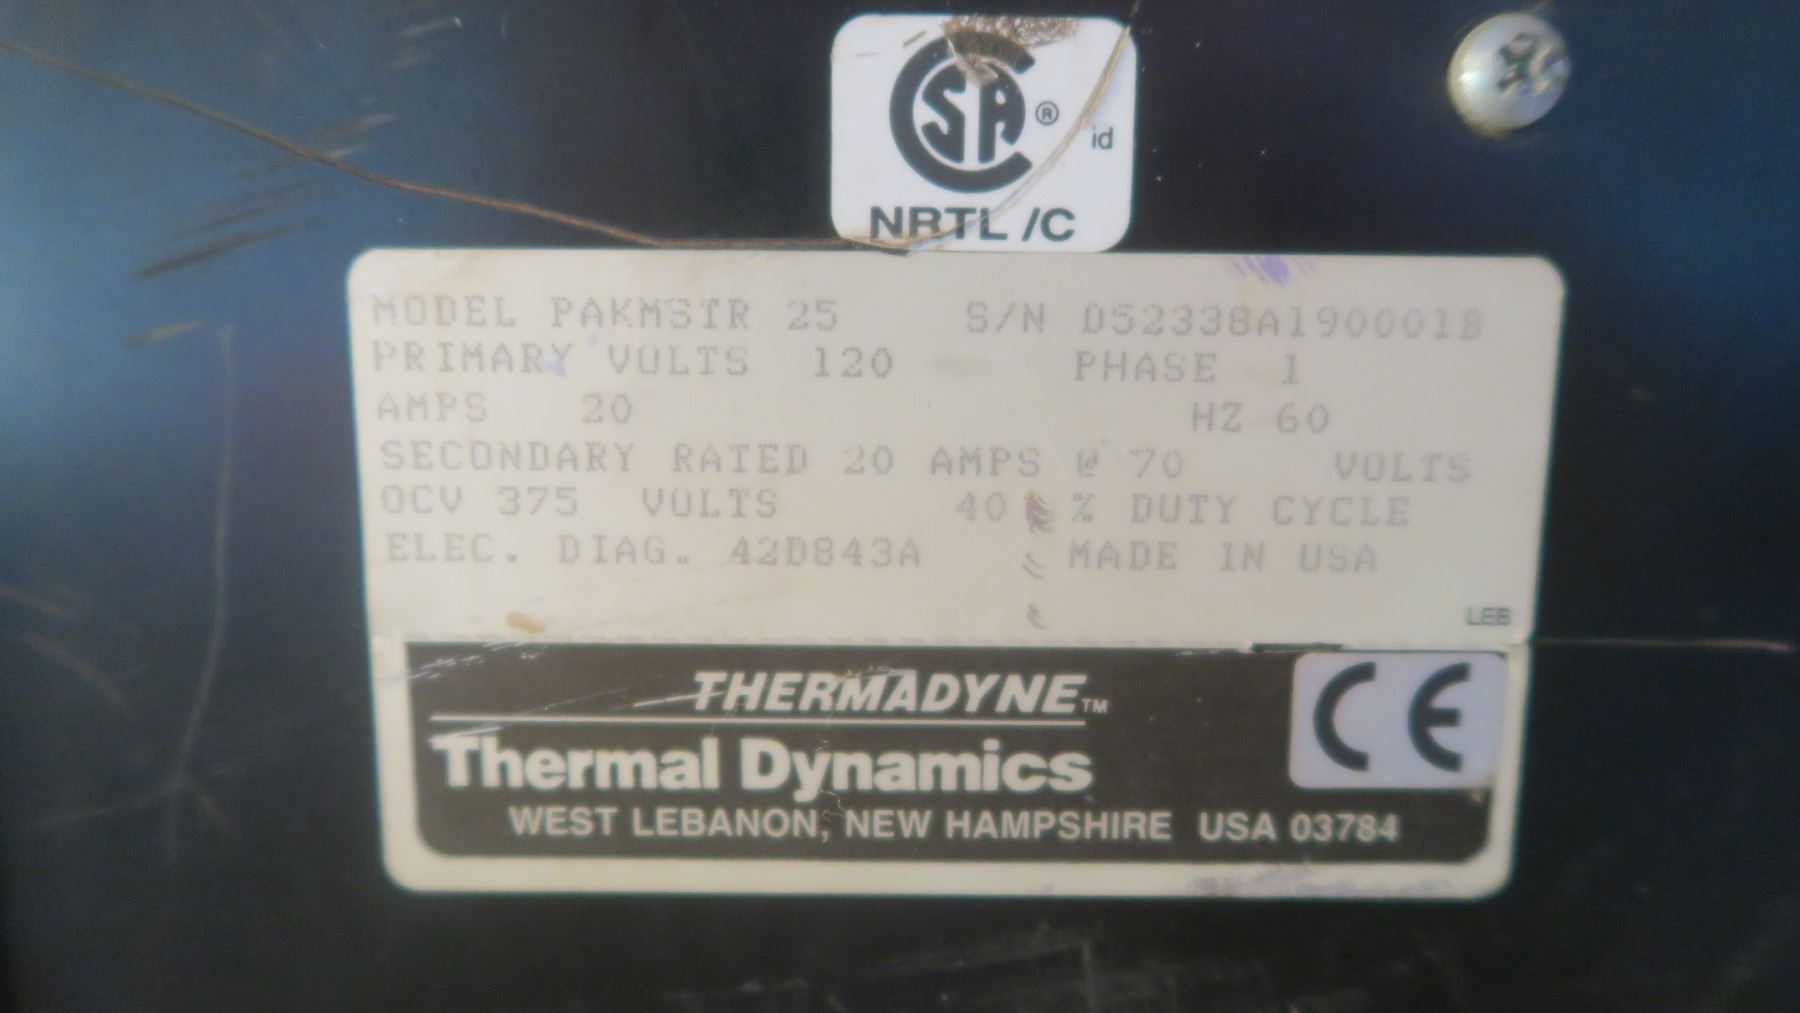 CSA® id
NRTL /C
MODEL PAKMSTR 25 S/N D52338A190001B
PRIMARY VOLTS 120 PHASE 1
AMPS 20 HZ 60
SECONDARY RATED 20 AMPS @ 70 VOLTS
OCV 375 VOLTS 40 % DUTY CYCLE
ELEC. DIAG. 42D843A MADE IN USA
LEB
THERMADYNE™
Thermal Dynamics
CE
WEST LEBANON, NEW HAMPSHIRE USA 03784